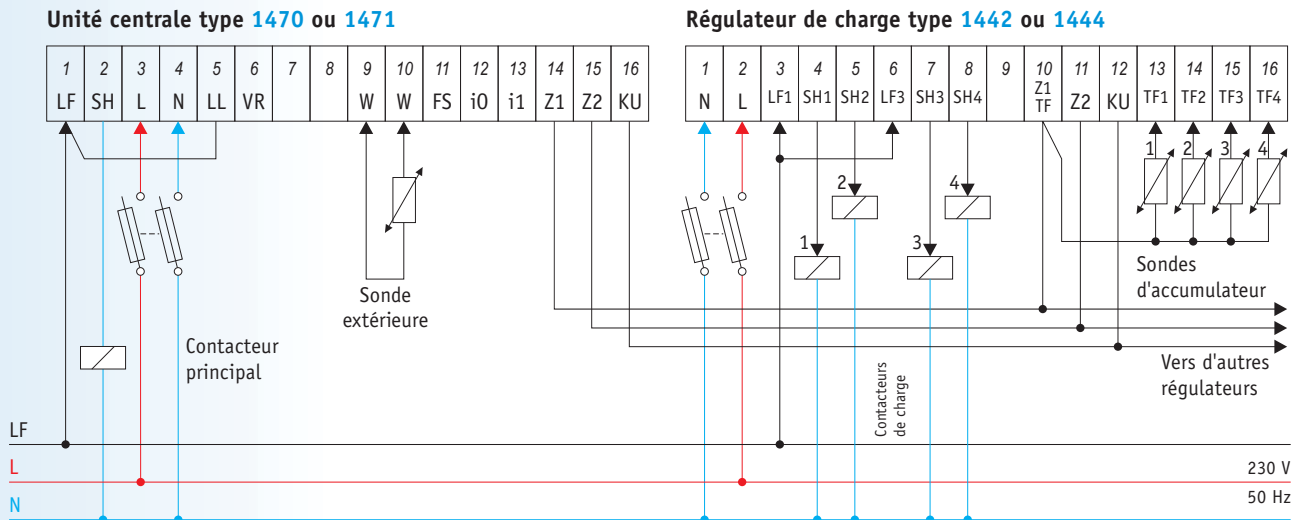 Unité centrale type 1470 ou 1471
1 2 3 4 5 6 7 8 9 10 11 12 13 14 15 16
LF SH L N LL VR W W FS i0 i1 Z1 Z2 KU
Régulateur de charge type 1442 ou 1444
1 2 3 4 5 6 7 8 9 10 11 12 13 14 15 16
N L LF1 SH1 SH2 LF3 SH3 SH4 Z1 TF Z2 KU TF1 TF2 TF3 TF4
1 2 3 4
2 4
1 3
Sonde
extérieure
Sondes
d'accumulateur
Contacteur
principal
Contacteurs
de charge
Vers d'autres
régulateurs
LF
L
230 V
N
50 Hz